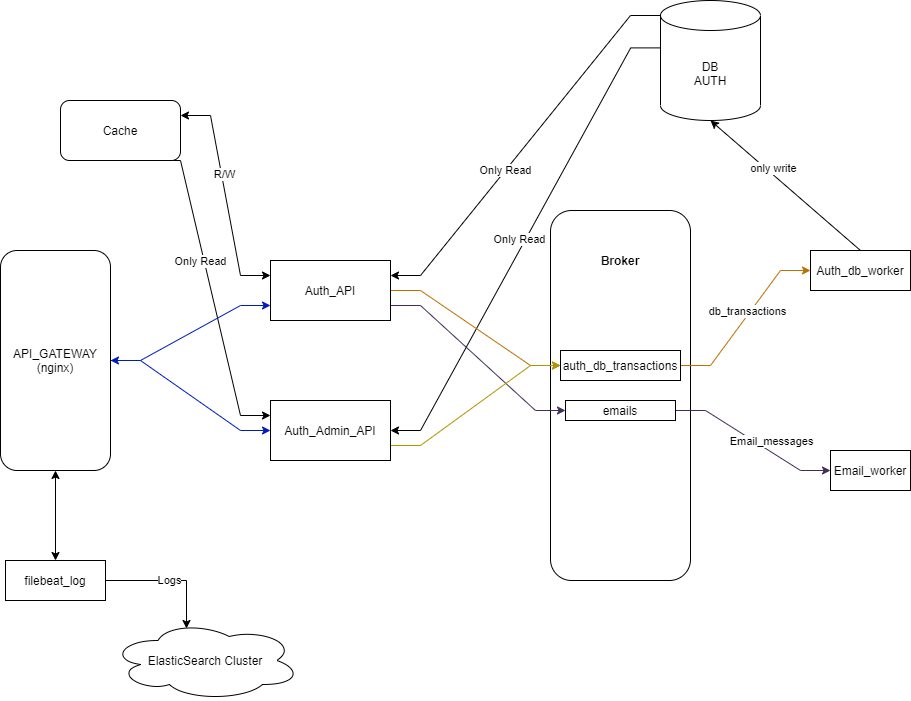 DB
AUTH
Cache
R/W
Only Read
only write
Only Read
Only Read
Broker
Auth_db_worker
Auth_API
db_transactions
API_GATEWAY
(nginx)
auth_db_transactions
emails
Auth_Admin_API
Email_messages
Email_worker
filebeat_log
Logs
ElasticSearch Cluster